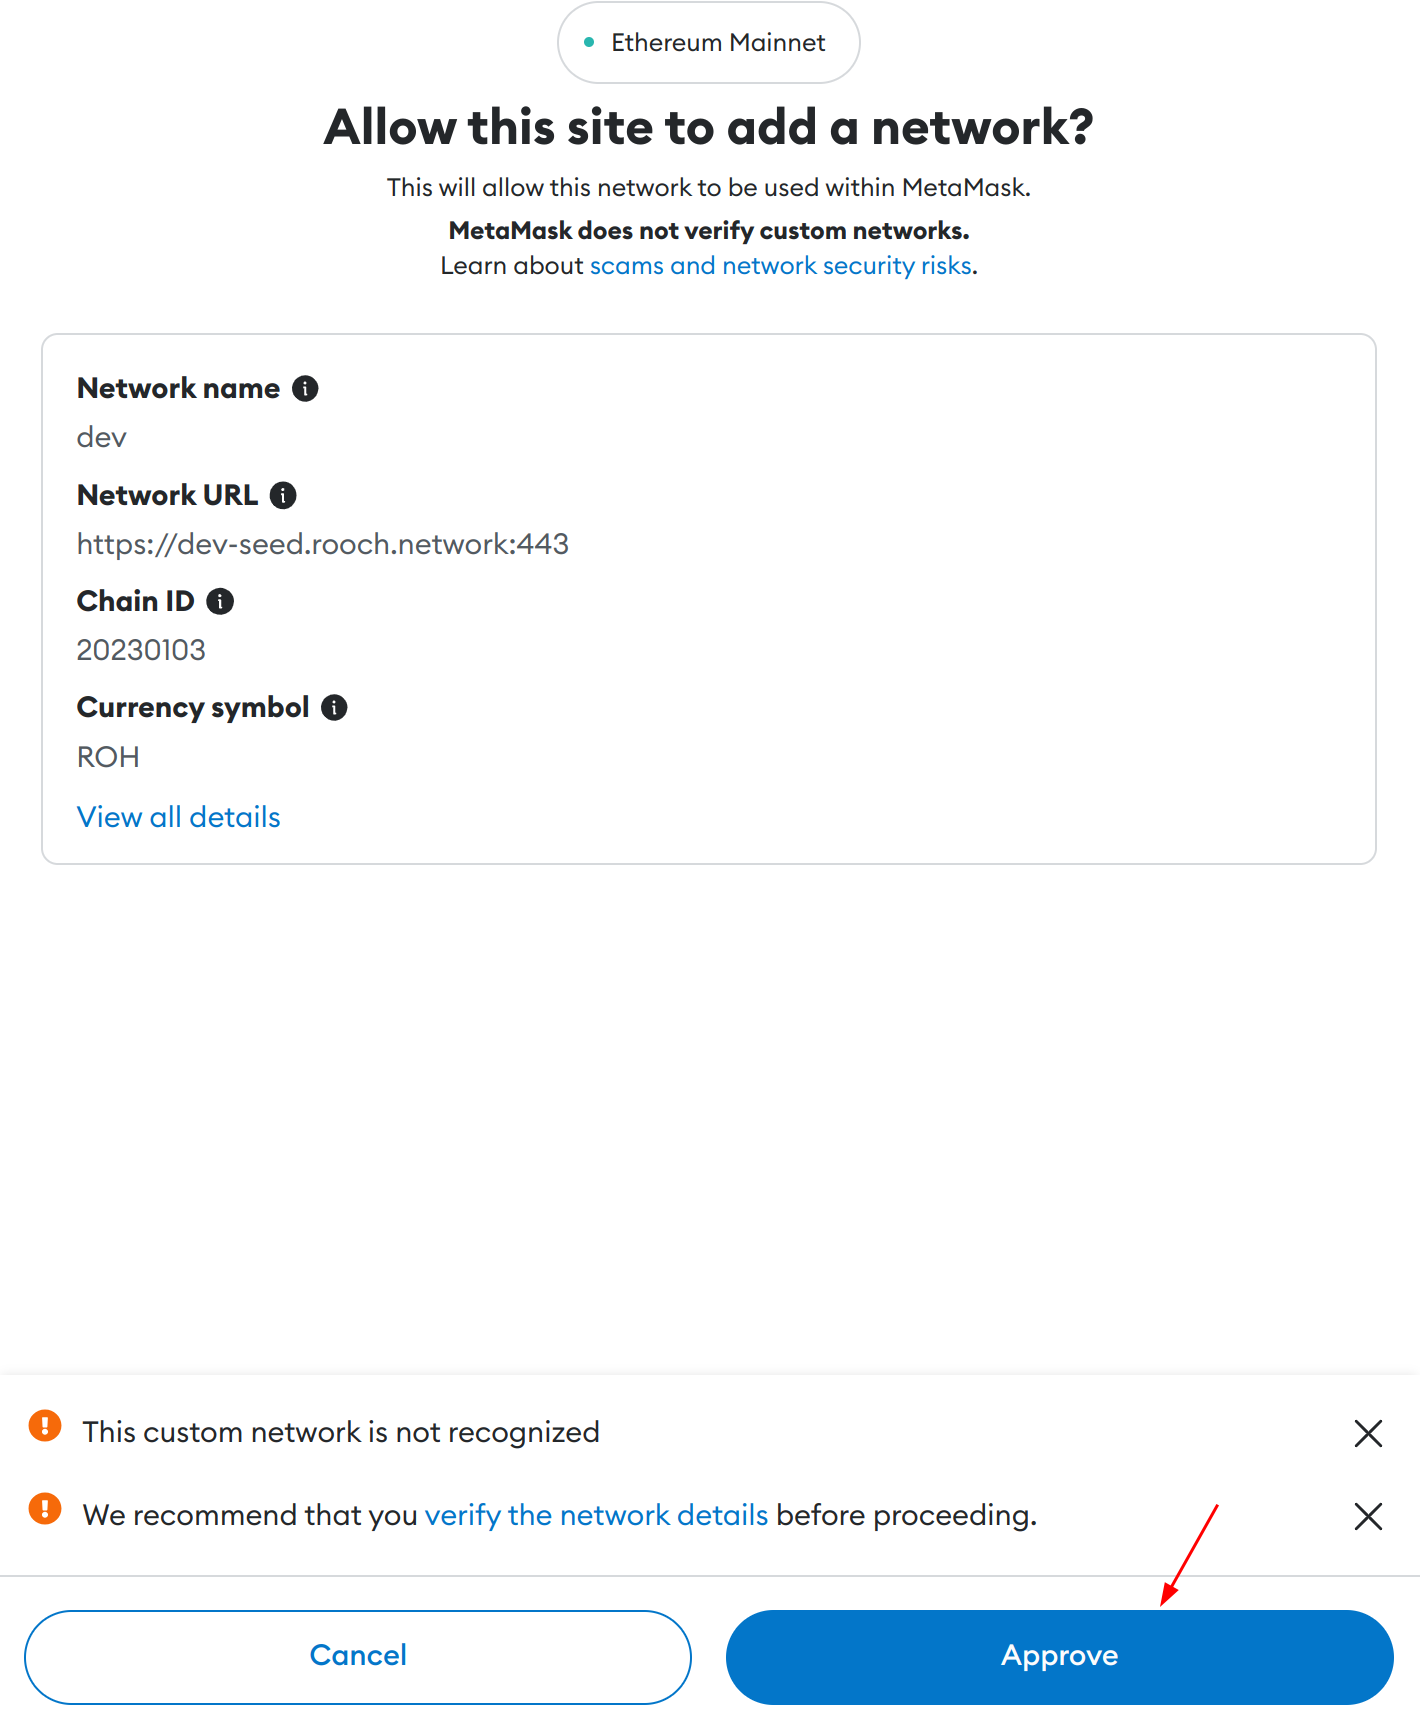 Ethereum Mainnet
Allow this site to add a network?
This will allow this network to be used within MetaMask.
MetaMask does not verify custom networks.
Learn about scams and network security risks.
Network name
dev
Network URL
https://dev-seed.rooch.network:443
Chain ID
20230103
Currency symbol
ROH
View all details
This custom network is not recognized
We recommend that you verify the network details before proceeding.
Cancel
Approve